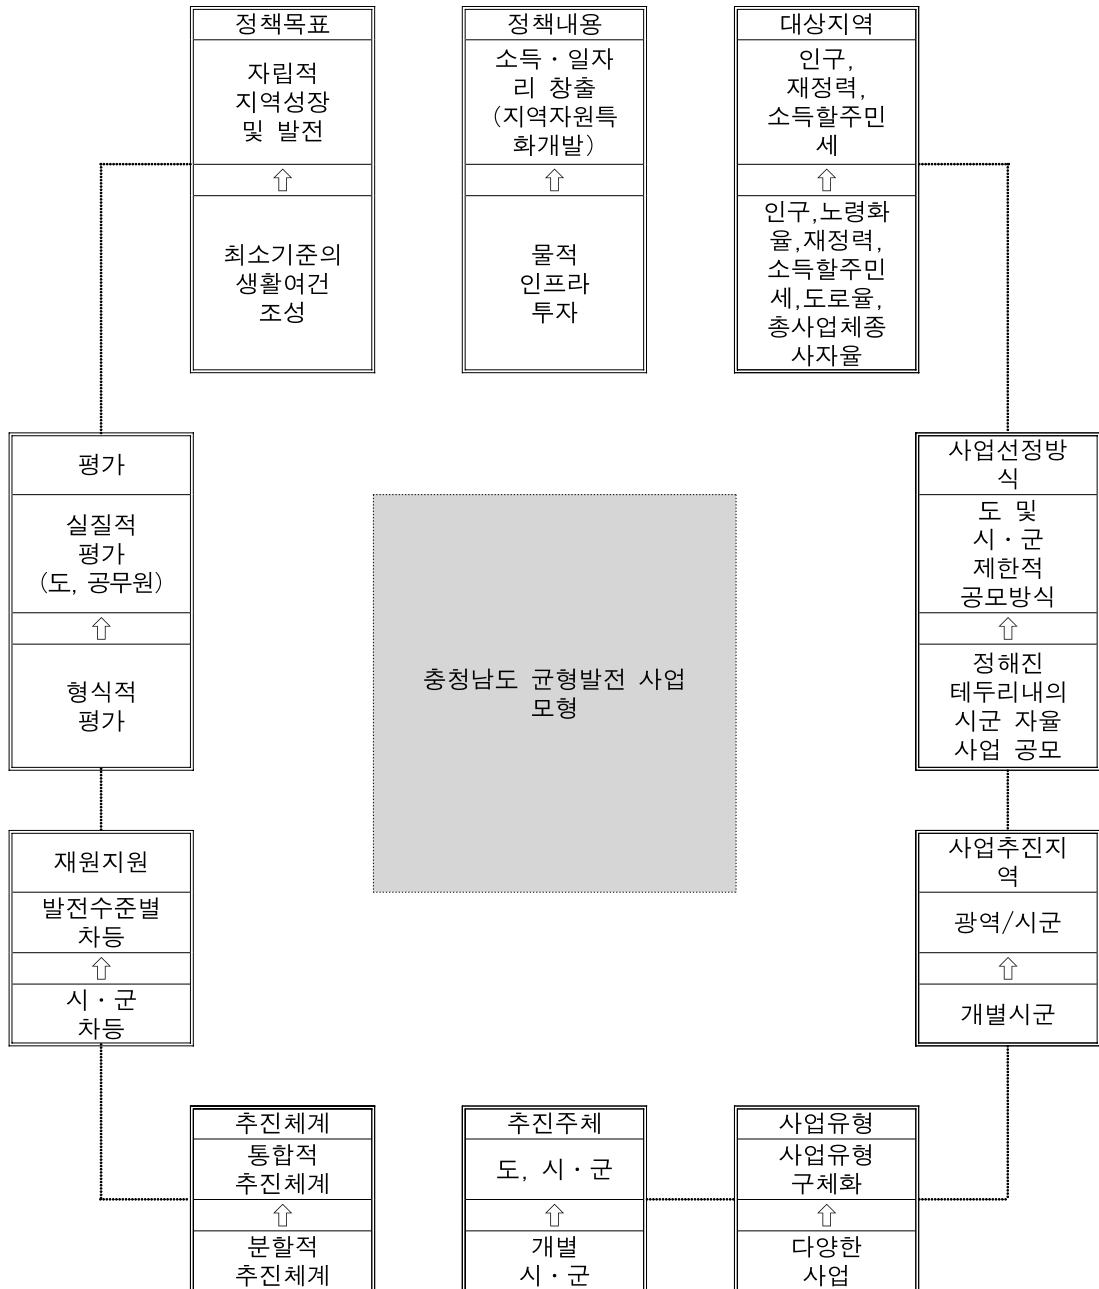 정책목표
자립적
지역성장
및 발전
⇧
최소기준의
생활여건
조성
정책내용
소득·일자
리 창출
(지역자원특
화개발)
⇧
물적
인프라
투자
대상지역
인구,
재정력,
소득할주민
세
⇧
인구,노령화
율,재정력,
소득할주민
세,도로율,
총사업체종
사자율
평가
실질적
평가
(도, 공무원)
⇧
형식적
평가
충청남도 균형발전 사업
모형
사업선정방
식
도 및
시·군
제한적
공모방식
⇧
정해진
테두리내의
시군 자율
사업 공모
재원지원
발전수준별
차등
⇧
시·군
차등
사업추진지
역
광역/시군
⇧
개별시군
추진체계
통합적
추진체계
⇧
분할적
추진체계
추진주체
도, 시·군
⇧
개별
시·군
사업유형
사업유형
구체화
⇧
다양한
사업